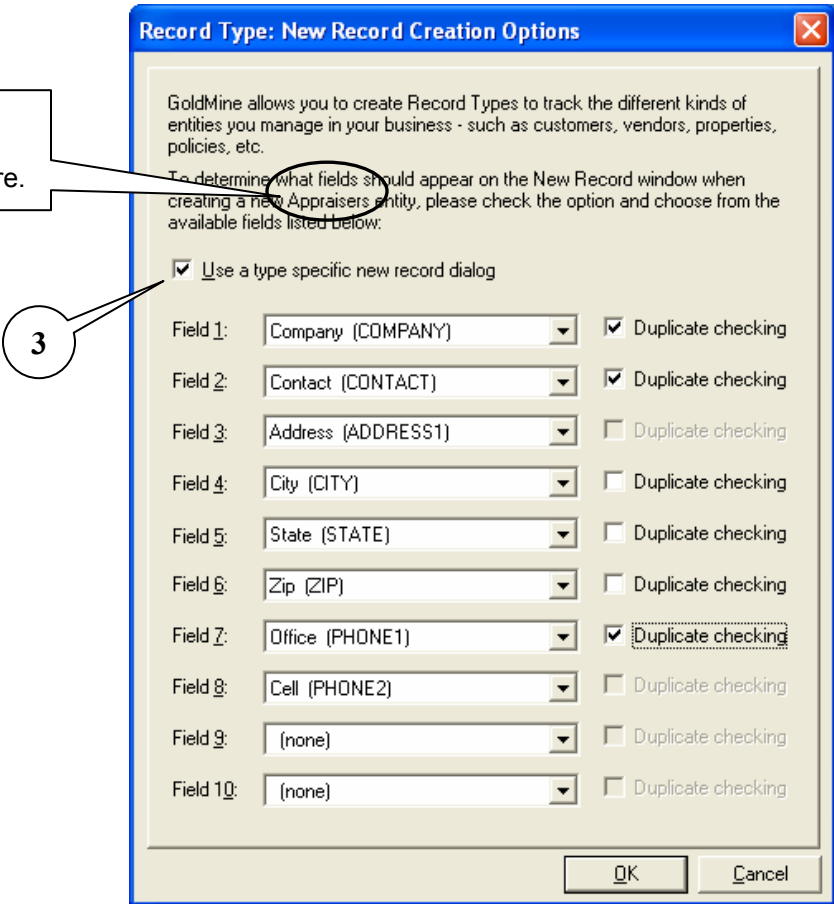 Record Type: New Record Creation Options
GoldMine allows you to create Record Types to track the different kinds of
entities you manage in your business - such as customers, vendors, properties,
policies, etc.
re.
To determine what fields should appear on the New Record window when
creating a new Appraisers entity, please check the option and choose from the
available fields listed below:
Use a type specific new record dialog
3
Field 1: Company (COMPANY) Duplicate checking
Field 2: Contact (CONTACT) Duplicate checking
Field 3: Address (ADDRESS1) Duplicate checking
Field 4: City (CITY) Duplicate checking
Field 5: State (STATE) Duplicate checking
Field 6: Zip (ZIP) Duplicate checking
Field 7: Office (PHONE1) Duplicate checking
Field 8: Cell (PHONE2) Duplicate checking
Field 9: (none) Duplicate checking
Field 10: (none) Duplicate checking
OK Cancel